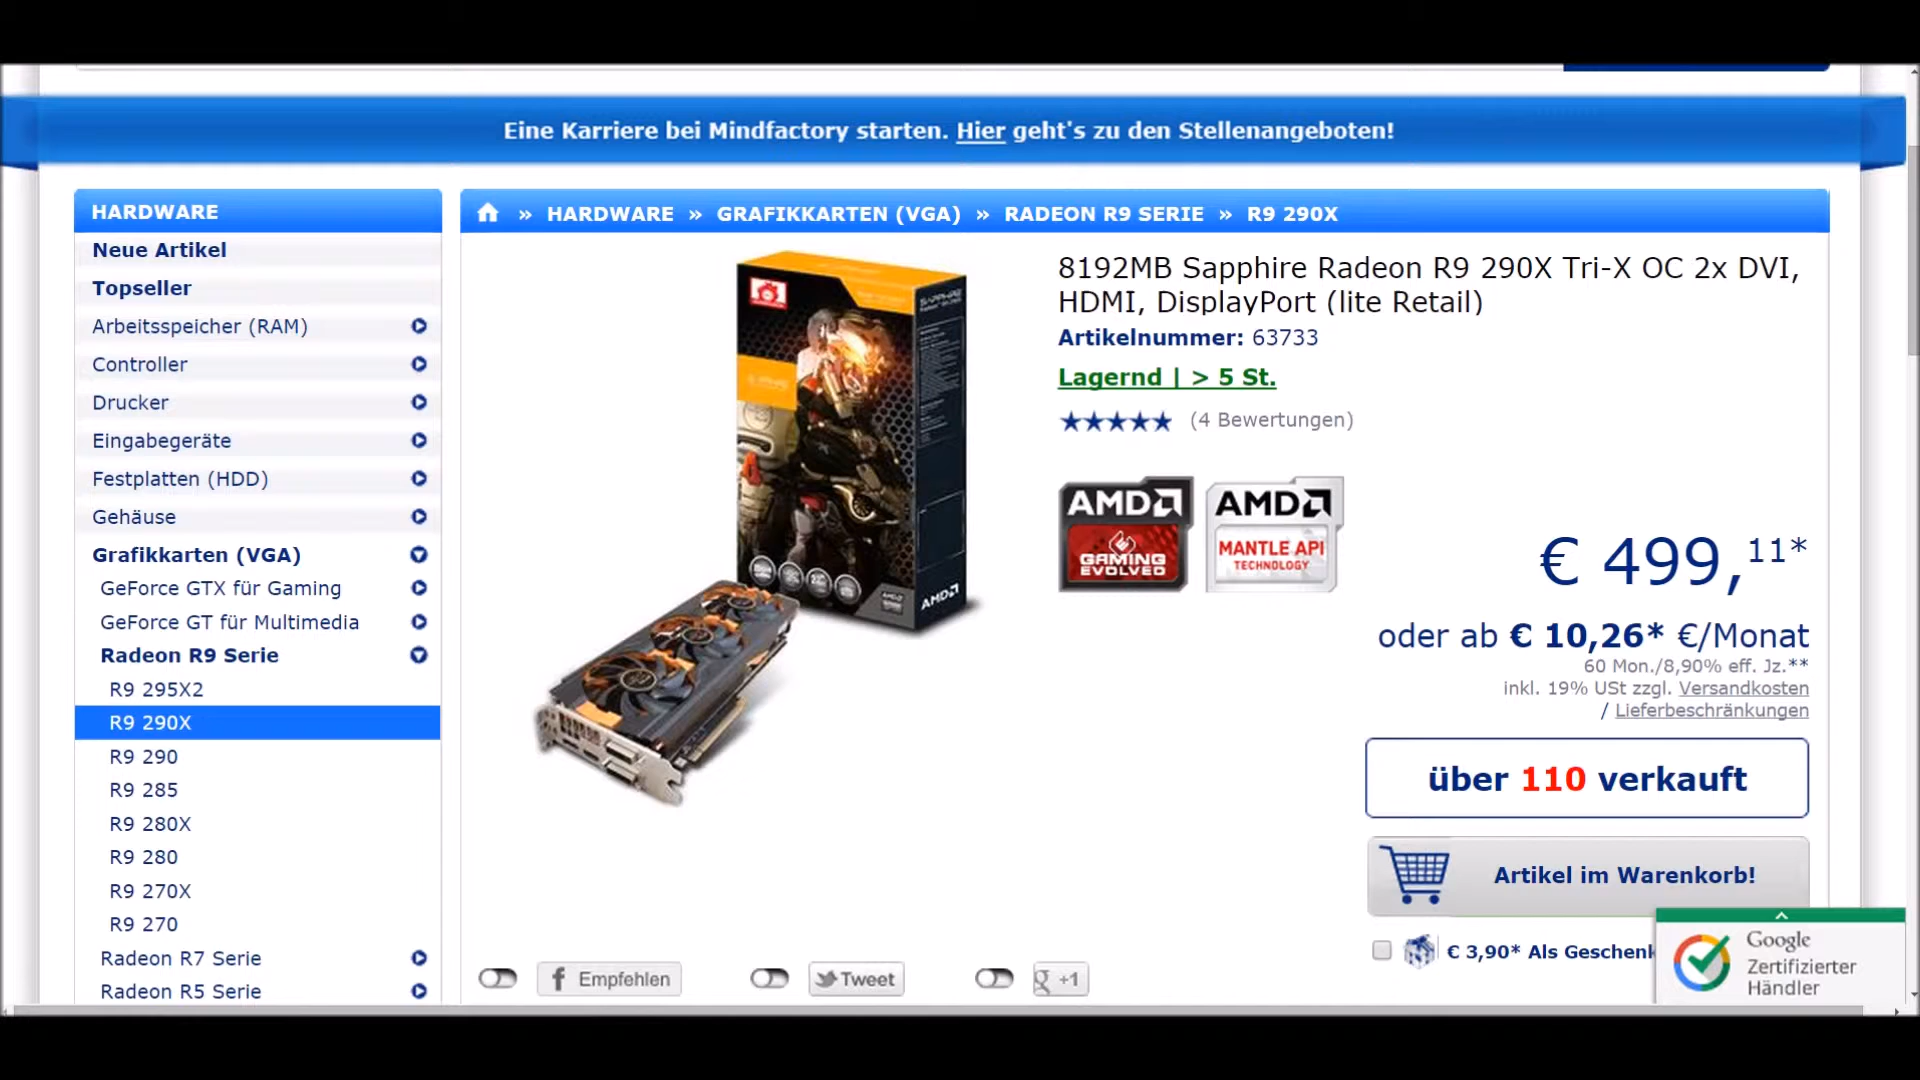 Eine Karriere bei Mindfactory starten. Hier geht's zu den Stellenangeboten!
HARDWARE
Neue Artikel
Topseller
Arbeitsspeicher (RAM)
Controller
Drucker
Eingabegeräte
Festplatten (HDD)
Gehäuse
Grafikkarten (VGA)
GeForce GTX für Gaming
GeForce GT für Multimedia
Radeon R9 Serie
R9 295X2
R9 290X
R9 290
R9 285
R9 280X
R9 280
R9 270X
R9 270
Radeon R7 Serie
Radeon R5 Serie
» HARDWARE » GRAFIKKARTEN (VGA) » RADEON R9 SERIE » R9 290X
AMD
8192MB Sapphire Radeon R9 290X Tri-X OC 2x DVI,
HDMI, DisplayPort (lite Retail)
Artikelnummer: 63733
Lagernd | > 5 St.
(4 Bewertungen)
AMD
GAMING
EVOLVED
AMD
MANTLE API
TECHNOLOGY
€ 499,11*
oder ab € 10,26* €/Monat
60 Mon./8,90% eff. Jz.**
inkl. 19% USt zzgl. Versandkosten
/ Lieferbeschränkungen
über 110 verkauft
Artikel im Warenkorb!
€ 3,90* Als Geschenk
Google
Zertifizierter
Händler
Empfehlen
Tweet
g +1